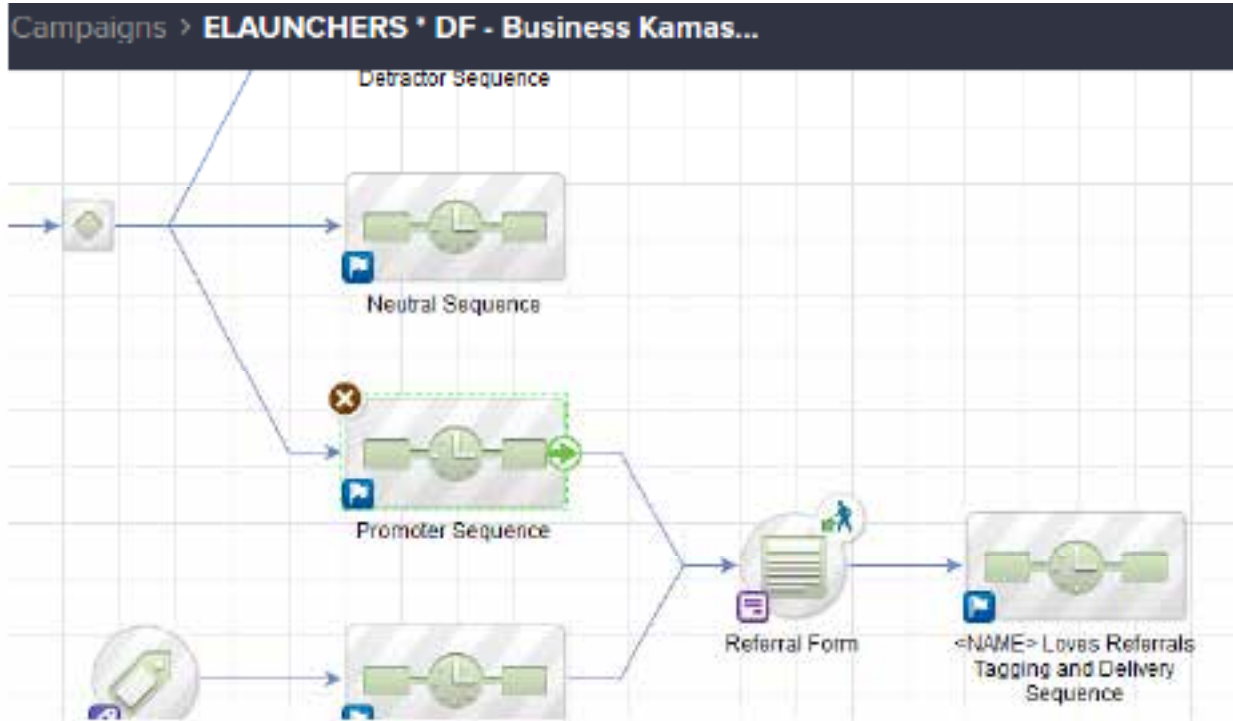 Campaigns > ELAUNCHERS * DF - Business Kamas...
Detractor Sequence
Neutral Sequence
Promoter Sequence
Referral Form
<NAME> Loves Referrals
Tagging and Delivery
Sequence